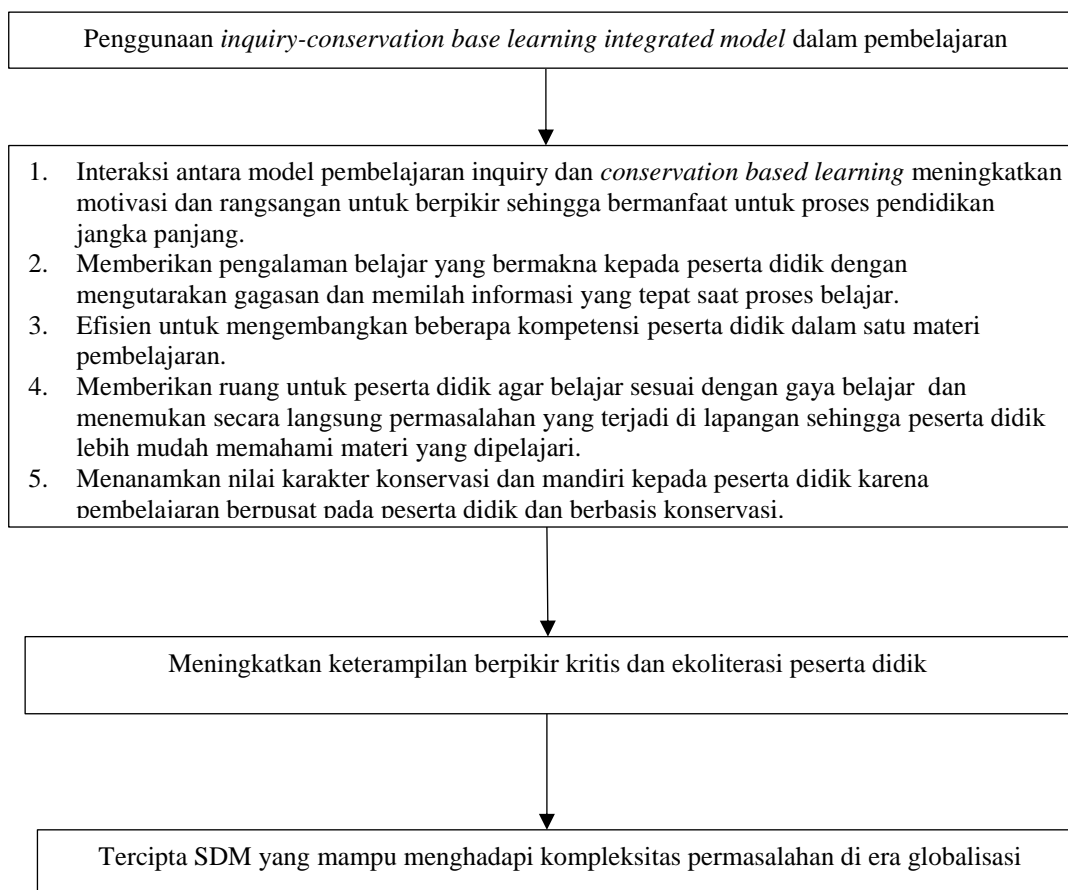 Penggunaan inquiry-conservation base learning integrated model dalam pembelajaran
1. Interaksi antara model pembelajaran inquiry dan conservation based learning meningkatkan
motivasi dan rangsangan untuk berpikir sehingga bermanfaat untuk proses pendidikan
jangka panjang.
2. Memberikan pengalaman belajar yang bermakna kepada peserta didik dengan
mengutarakan gagasan dan memilah informasi yang tepat saat proses belajar.
3. Efisien untuk mengembangkan beberapa kompetensi peserta didik dalam satu materi
pembelajaran.
4. Memberikan ruang untuk peserta didik agar belajar sesuai dengan gaya belajar dan
menemukan secara langsung permasalahan yang terjadi di lapangan sehingga peserta didik
lebih mudah memahami materi yang dipelajari.
5. Menanamkan nilai karakter konservasi dan mandiri kepada peserta didik karena
pembelajaran berpusat pada peserta didik dan berbasis konservasi.
Meningkatkan keterampilan berpikir kritis dan ekoliterasi peserta didik
Tercipta SDM yang mampu menghadapi kompleksitas permasalahan di era globalisasi